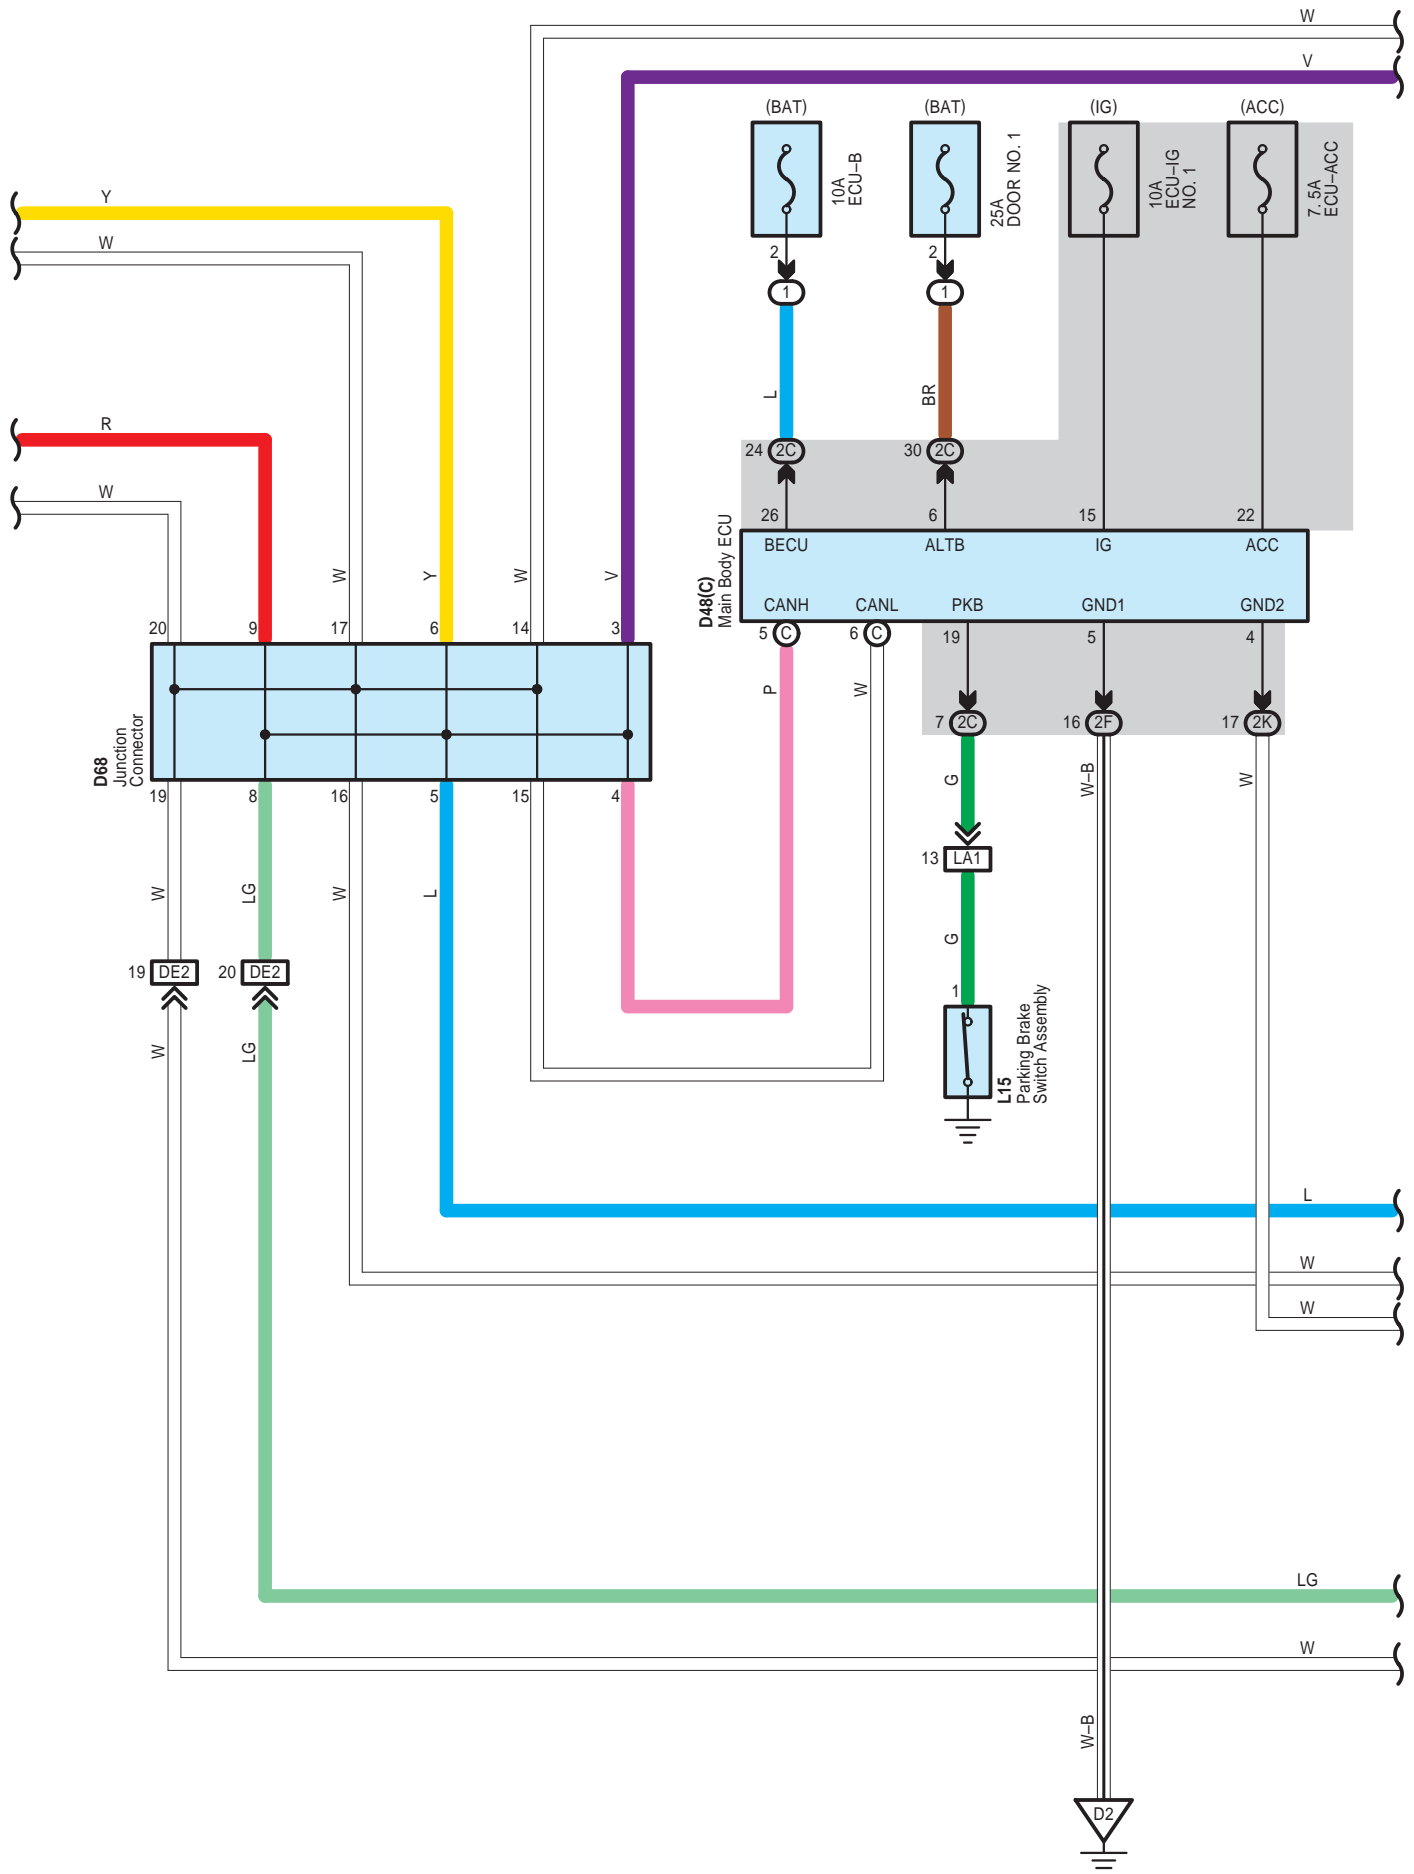 W
V
(BAT)
(BAT)
(IG)
(ACC)
10A
ECU–B
25A
DOOR NO. 1
10A
ECU–IG
NO. 1
7. 5A
ECU–ACC
Y
W
2
2
1
1
L
BR
R
W
24
2C
30
2C
26
6
15
22
BECU
ALTB
IG
ACC
D48(C)
Main Body ECU
CANH
CANL
PKB
GND1
GND2
W
Y
W
V
20
9
17
6
14
3
5
C
6
C
19
5
4
P
W
7
2C
16
2F
17
2K
D68
Junction
Connector
19
8
16
5
15
4
G
W–B
W
13
LA1
W
LG
W
L
G
19
DE2
20
DE2
1
W
LG
L15
Parking Brake
Switch Assembly
L
W
W
LG
W
W–B
D2